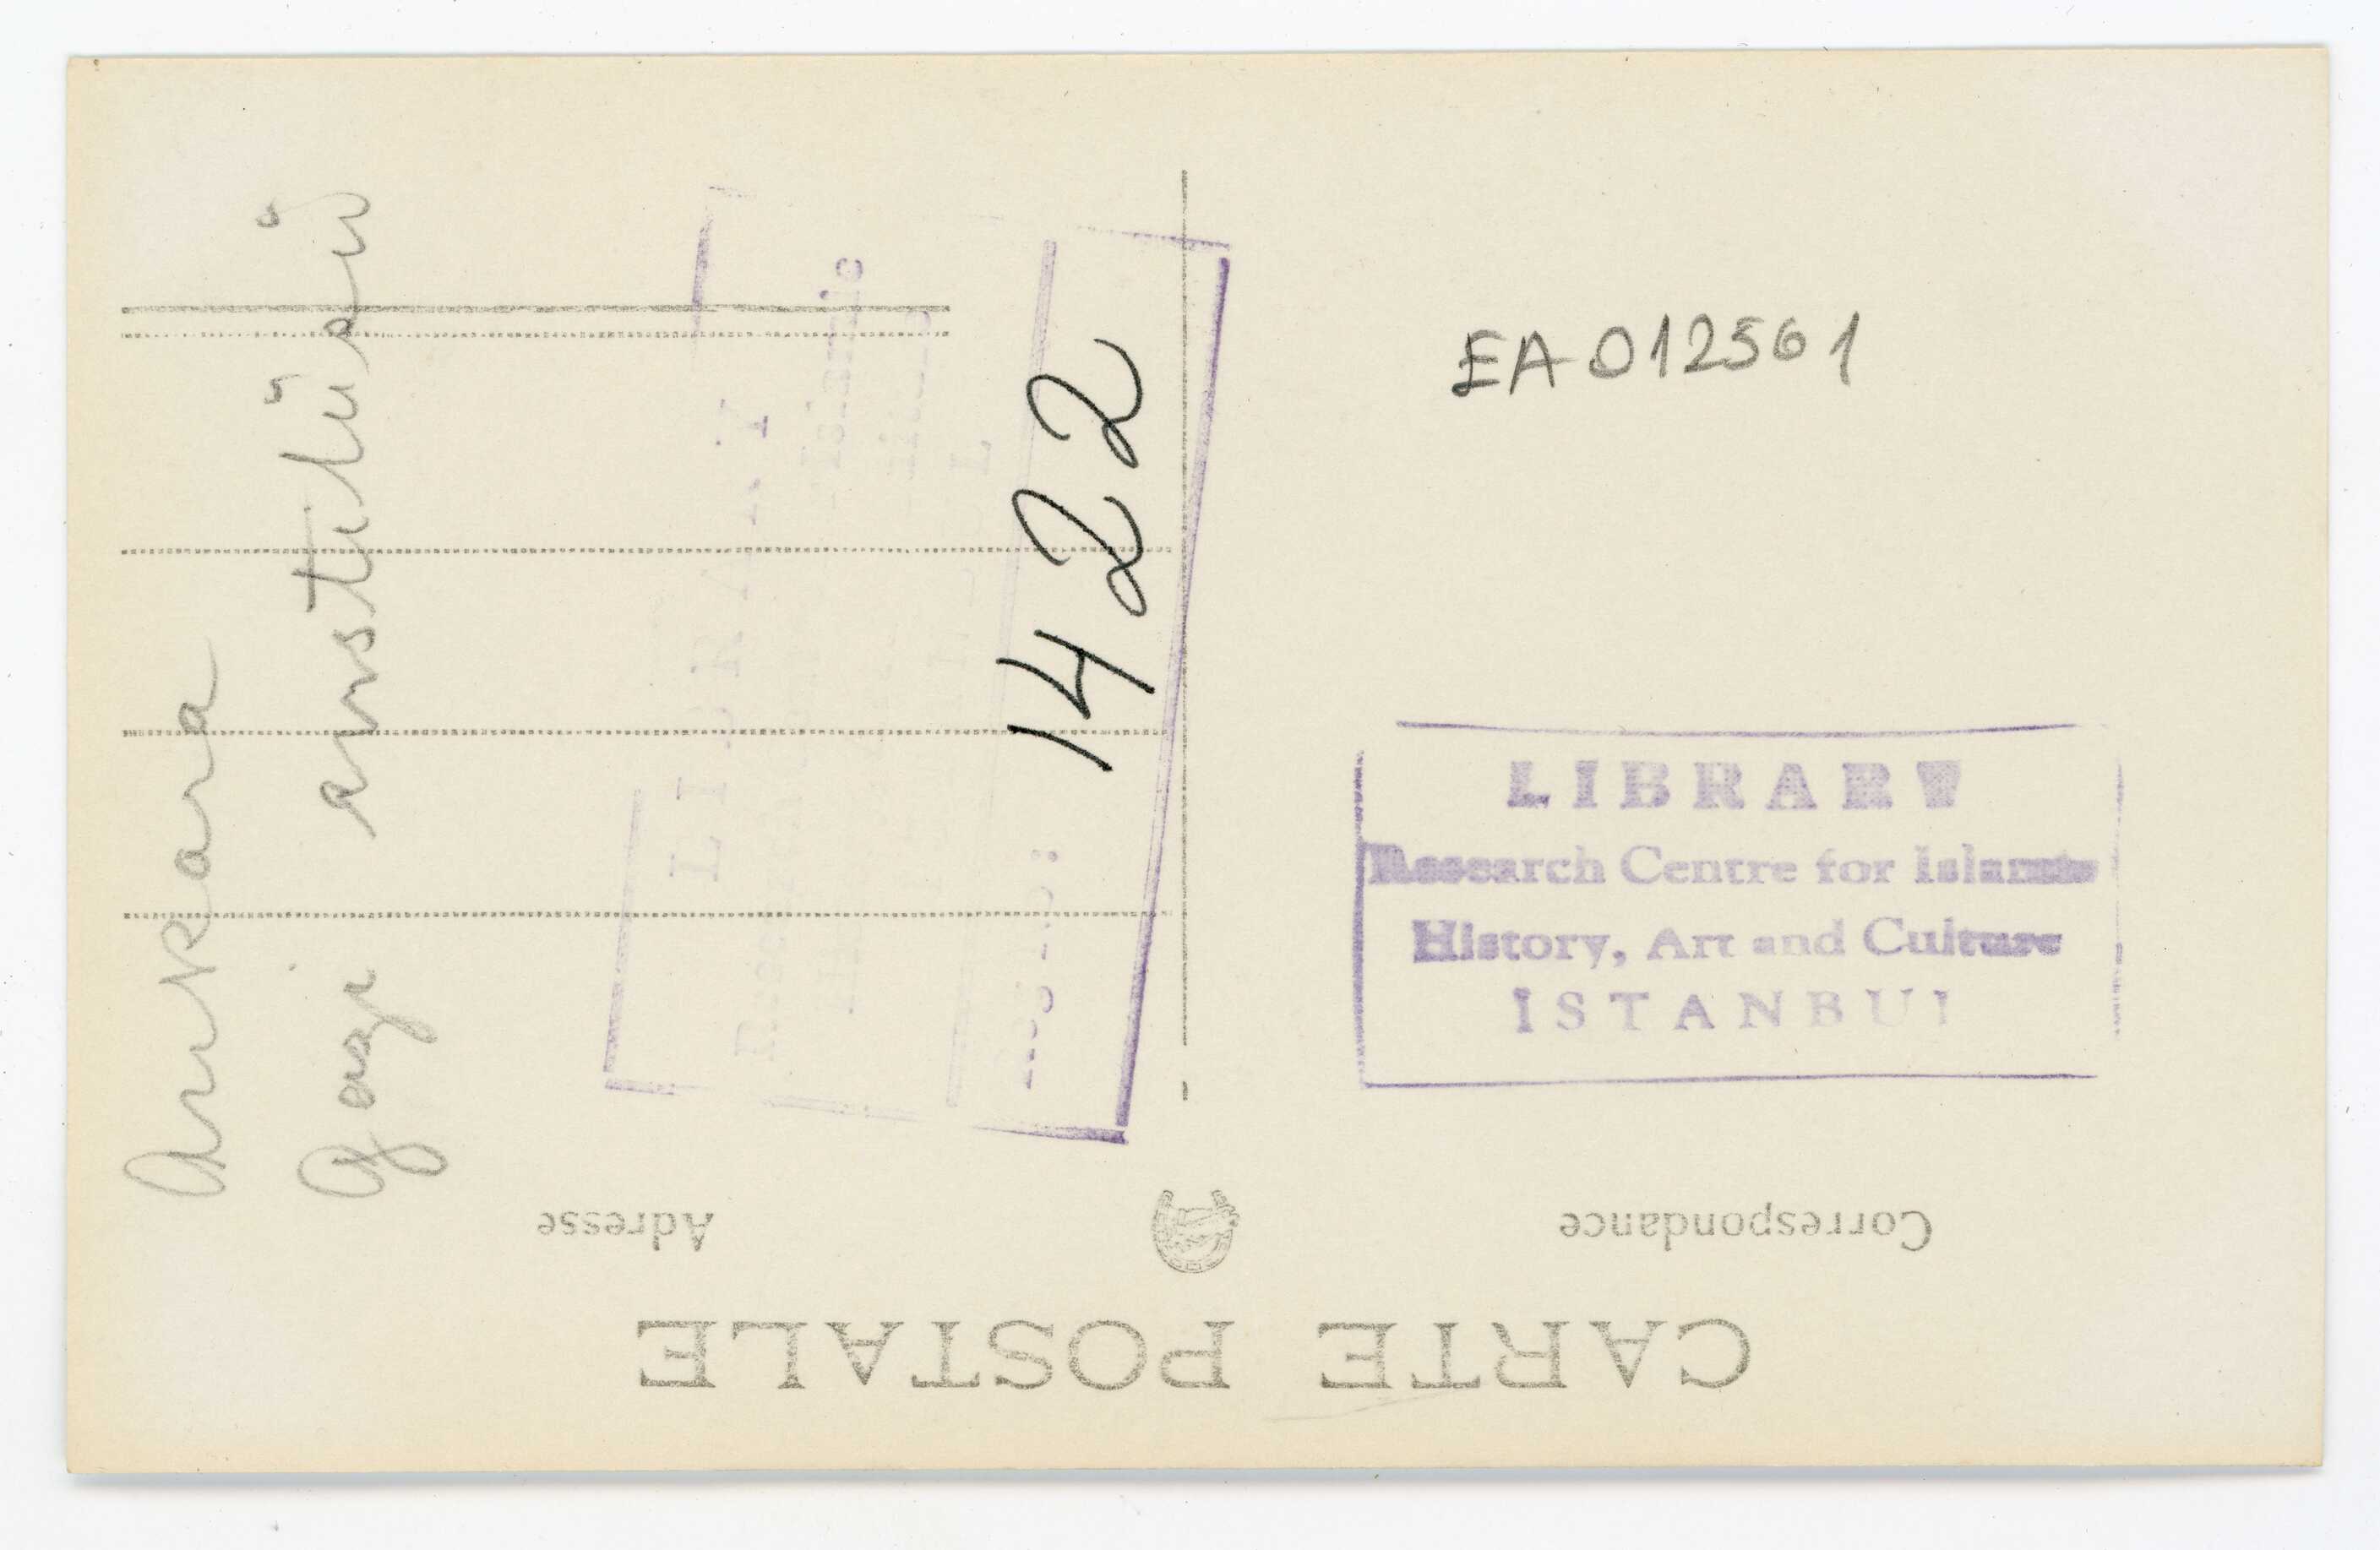 Ankara
Gazi enstitüsü
1422
EA 012561
LIBRARY
Research Centre for Islamic
History, Art and Culture
ISTANBUL
Adresse
Correspondance
CARTE POSTALE